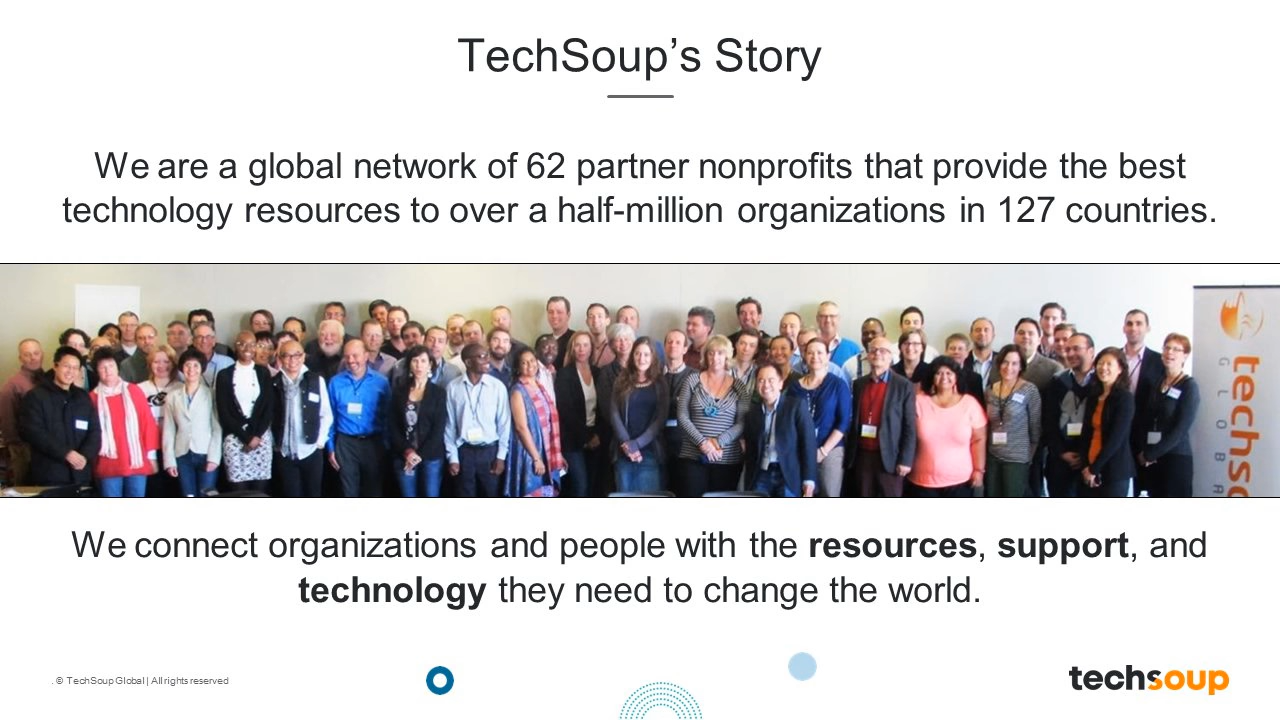 TechSoup’s Story
We are a global network of 62 partner nonprofits that provide the best
technology resources to over a half-million organizations in 127 countries.
techso
GLOBA
We connect organizations and people with the resources, support, and
technology they need to change the world.
. © TechSoup Global | All rights reserved
techsoup